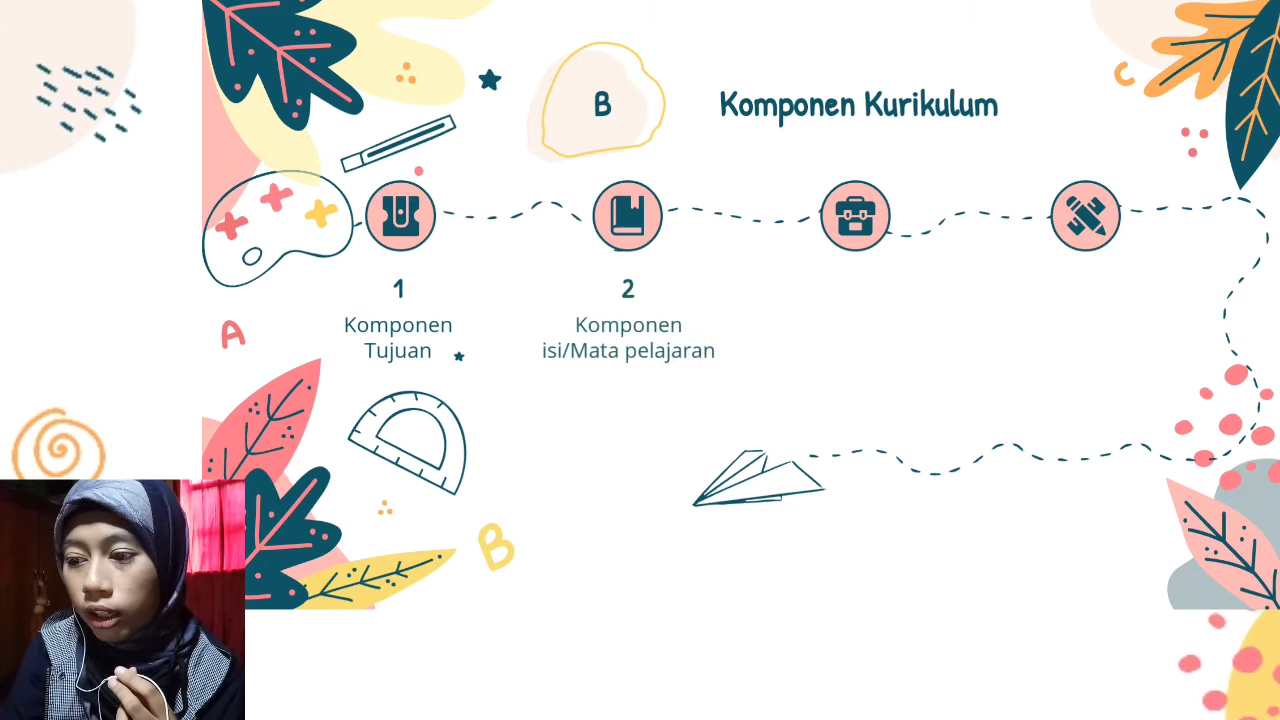 B
Komponen Kurikulum
C
1
Komponen
Tujuan
2
Komponen
isi/Mata pelajaran
A
B